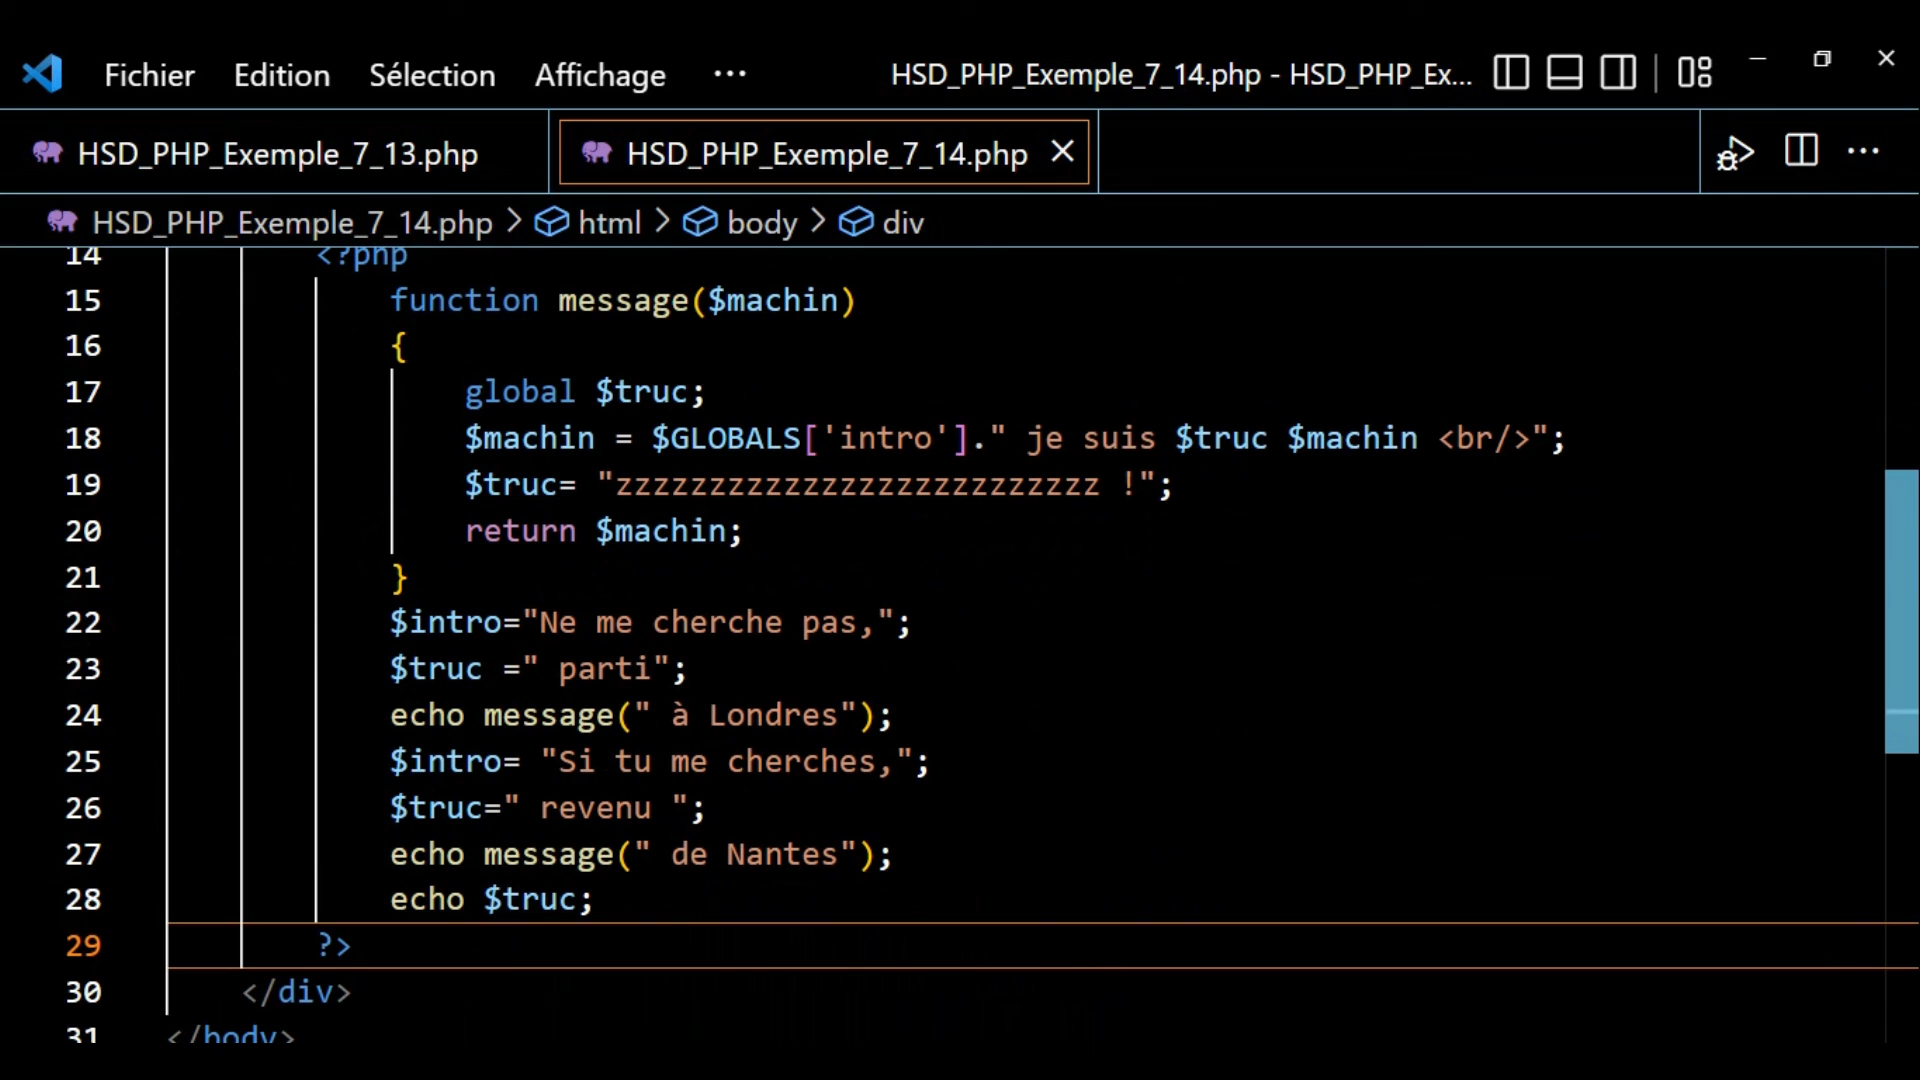 Fichier Edition Sélection Affichage ··· HSD_PHP_Exemple_7_14.php - HSD_PHP_Ex...
HSD_PHP_Exemple_7_13.php HSD_PHP_Exemple_7_14.php
HSD_PHP_Exemple_7_14.php > html > body > div
14 <?php
15 function message($machin)
16 {
17 global $truc;
18 $machin = $GLOBALS['intro']." je suis $truc $machin <br/>";
19 $truc= "zzzzzzzzzzzzzzzzzzzzzzzzzz !";
20 return $machin;
21 }
22 $intro="Ne me cherche pas,";
23 $truc =" parti";
24 echo message(" à Londres");
25 $intro= "Si tu me cherches,";
26 $truc=" revenu ";
27 echo message(" de Nantes");
28 echo $truc;
29 ?>
30 </div>
31 </body>